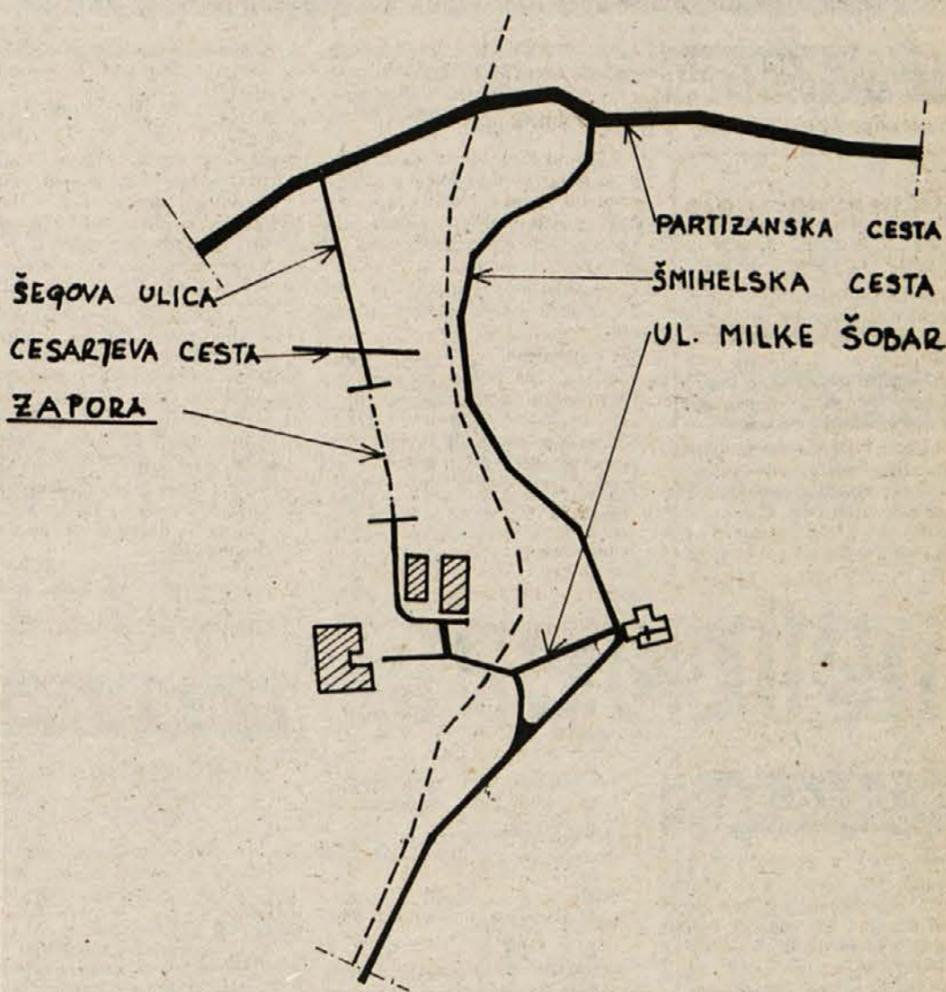 PARTIZANSKA CESTA
ŠEGOVA ULICA
ŠMIHELSKA CESTA
CESARJEVA CESTA
UL. MILKE ŠOBAR
ZAPORA